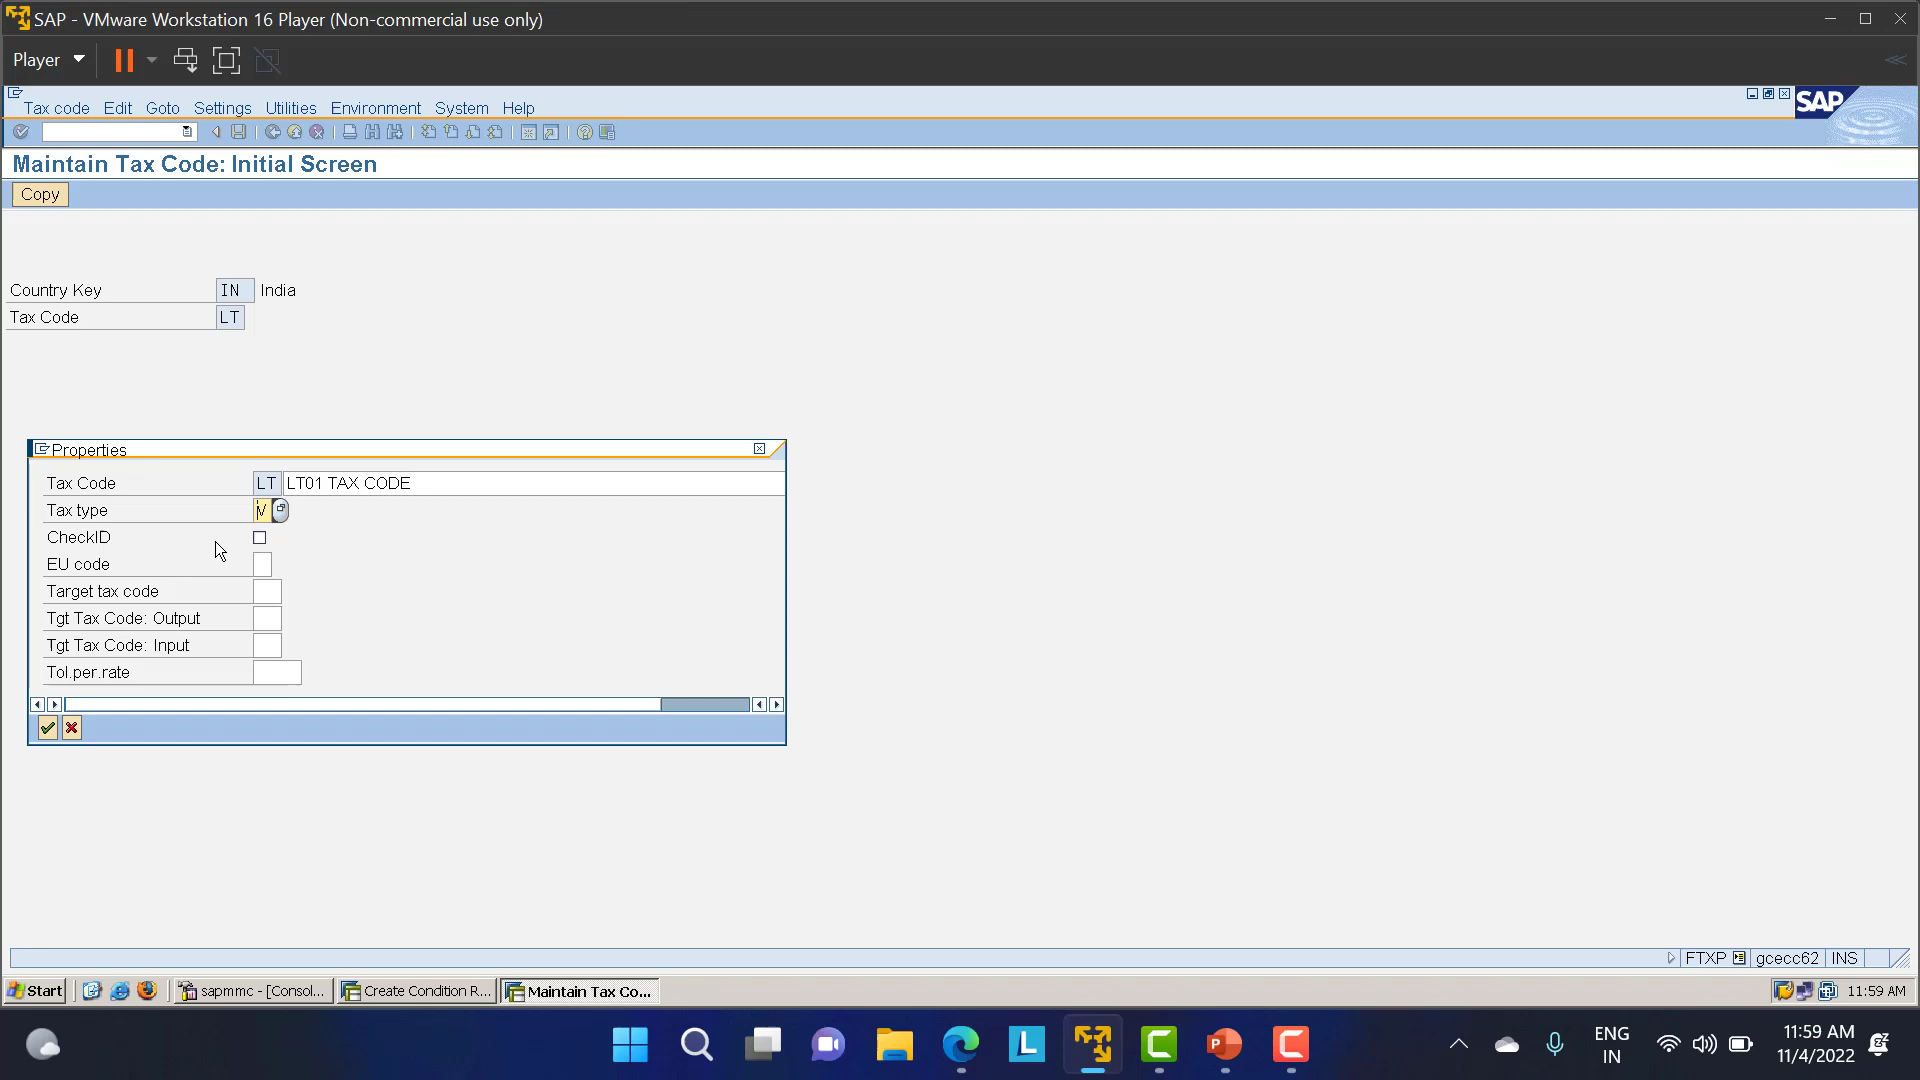 SAP - VMware Workstation 16 Player (Non-commercial use only)
Player
Tax code Edit Goto Settings Utilities Environment System Help
SAP
Maintain Tax Code: Initial Screen
Copy
Country Key IN India
Tax Code LT
Properties
Tax Code LT LT01 TAX CODE
Tax type V
CheckID
EU code
Target tax code
Tgt Tax Code: Output
Tgt Tax Code: Input
Tol.per.rate
FTXP gcecc62 INS
Start sapmmc - [Consol... Create Condition R... Maintain Tax Co... 11:59 AM
L P C C
ENG 11:59 AM
IN 11/4/2022